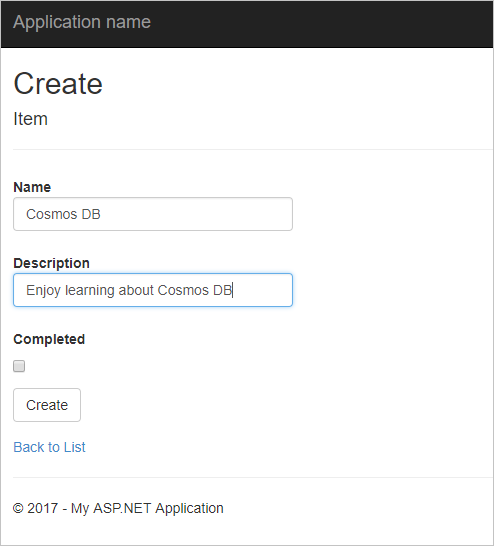 Application name
Create
Item
Name
Cosmos DB
Description
Enjoy learning about Cosmos DB
Completed
Create
Back to List
© 2017 - My ASP.NET Application